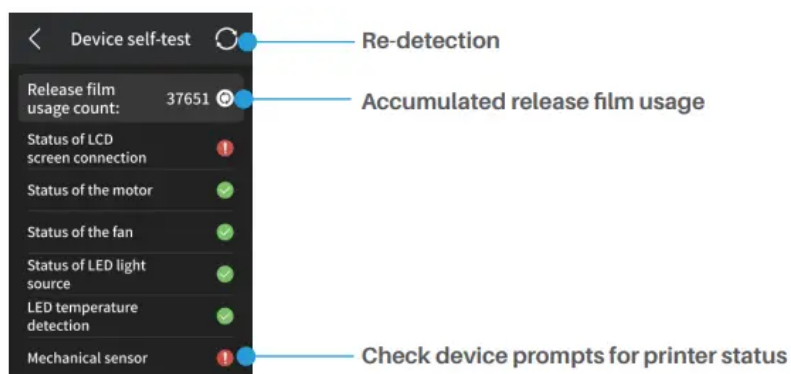 Device self-test
Re-detection
Release film
usage count:
37651
Accumulated release film usage
Status of LCD
screen connection
Status of the motor
Status of the fan
Status of LED light
source
LED temperature
detection
Mechanical sensor
Check device prompts for printer status